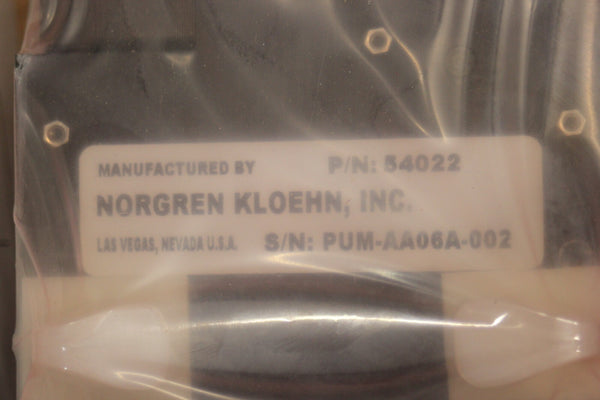 MANUFACTURED BY P/N: 54022
NORGREN KLOEHN, INC.
LAS VEGAS, NEVADA U.S.A. S/N: PUM-AA06A-002